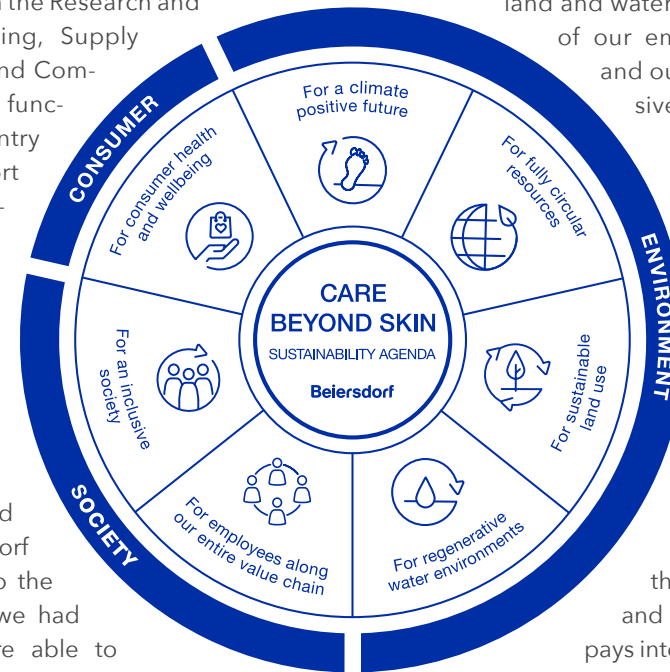 the Research and
ing, Supply
nd Com-
func-
ntry
ort
-
land and water
of our en
and ou
sive
CONSUMER
ENVIRONMENT
SOCIETY
For a climate
positive future
For fully circular
resources
For sustainable
land use
For regenerative
water environments
For employees along
our entire value chain
For an inclusive
society
For consumer health
and wellbeing
CARE
BEYOND SKIN
SUSTAINABILITY AGENDA
Beiersdorf
d
orf
o the
we had
re able to
th
and
pays int